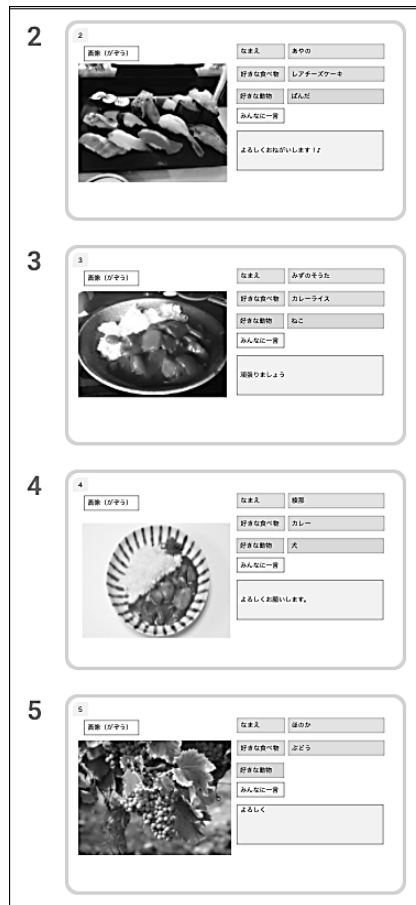 2
2
画像 (がぞう)
なまえ あやの
好きな食べ物 レアチーズケーキ
好きな動物 ぱんだ
みんなに一言
よろしくおねがいします！♪
3
3
画像 (がぞう)
なまえ みずのそうた
好きな食べ物 カレーライス
好きな動物 ねこ
みんなに一言
頑張りましょう
4
4
画像 (がぞう)
なまえ
好きな食べ物 カレー
好きな動物 犬
みんなに一言
よろしくお願いします。
5
5
画像 (がぞう)
なまえ ほのか
好きな食べ物 ぶどう
好きな動物
みんなに一言
よろしく